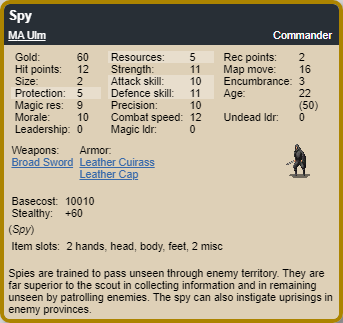 Spy
MA Ulm Commander
Gold: 60 Resources: 5 Rec points: 2
Hit points: 12 Strength: 11 Map move: 16
Size: 2 Attack skill: 10 Encumbrance: 3
Protection: 5 Defence skill: 11 Age: 22
Magic res: 9 Precision: 10 (50)
Morale: 10 Combat speed: 12 Undead ldr: 0
Leadership: 0 Magic ldr: 0
Weapons: Armor:
Broad Sword Leather Cuirass
Leather Cap
Basecost: 10010
Stealthy: +60
(Spy)
Item slots: 2 hands, head, body, feet, 2 misc
Spies are trained to pass unseen through enemy territory. They are
far superior to the scout in collecting information and in remaining
unseen by patrolling enemies. The spy can also instigate uprisings in
enemy provinces.